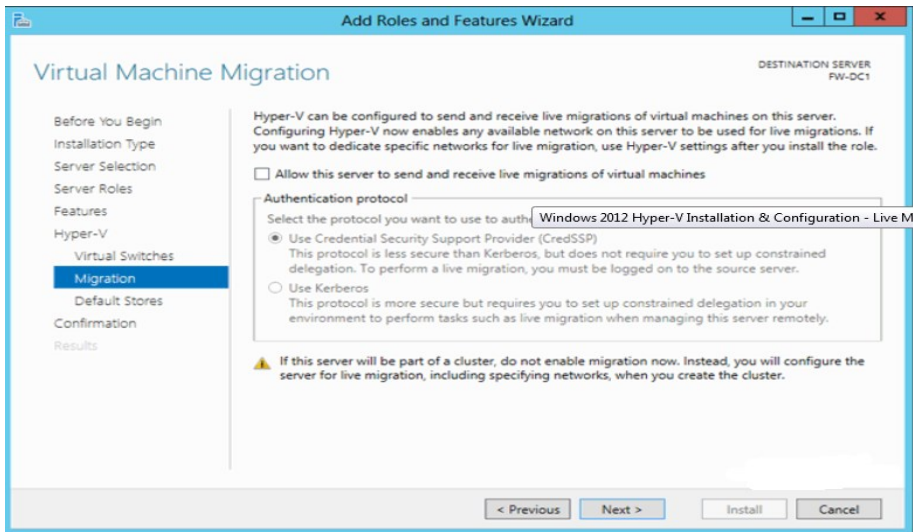 Add Roles and Features Wizard
Virtual Machine Migration
DESTINATION SERVER
FW-DC1
Before You Begin
Installation Type
Server Selection
Server Roles
Features
Hyper-V
Virtual Switches
Migration
Default Stores
Confirmation
Results
Hyper-V can be configured to send and receive live migrations of virtual machines on this server.
Configuring Hyper-V now enables any available network on this server to be used for live migrations. If
you want to dedicate specific networks for live migration, use Hyper-V settings after you install the role.
Allow this server to send and receive live migrations of virtual machines
Authentication protocol
Select the protocol you want to use to authe
Windows 2012 Hyper-V Installation & Configuration - Live M
Use Credential Security Support Provider (CredSSP)
This protocol is less secure than Kerberos, but does not require you to set up constrained
delegation. To perform a live migration, you must be logged on to the source server.
Use Kerberos
This protocol is more secure but requires you to set up constrained delegation in your
environment to perform tasks such as live migration when managing this server remotely.
If this server will be part of a cluster, do not enable migration now. Instead, you will configure the
server for live migration, including specifying networks, when you create the cluster.
< Previous
Next >
Install
Cancel